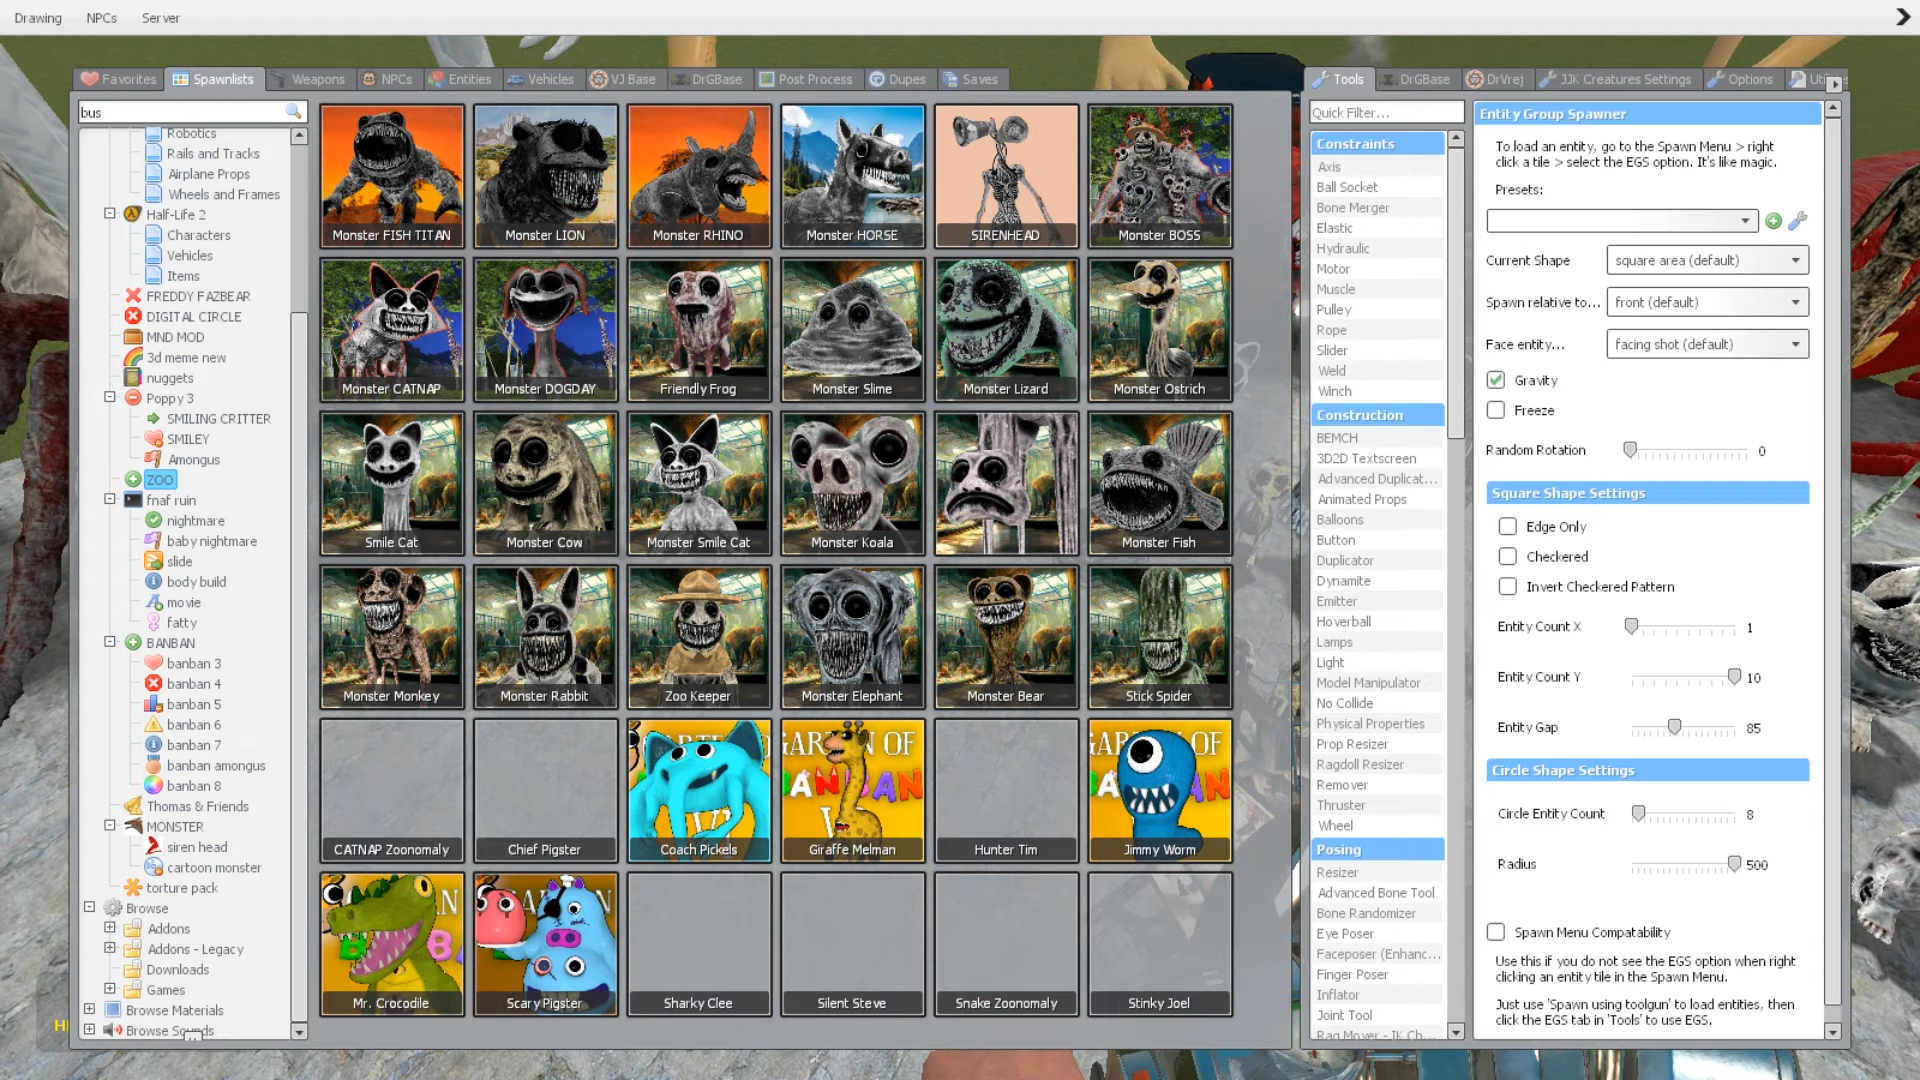 Drawing NPCs Server
Favorites Spawnlists Weapons NPCs Entities Vehicles VJ Base DrGBase Post Process Dupes Saves
bus
Robotics
Rails and Tracks
Airplane Props
Wheels and Frames
Half-Life 2
Characters
Vehicles
Items
FREDDY FAZBEAR
DIGITAL CIRCLE
MND MOD
3d meme new
nuggets
Poppy 3
SMILING CRITTER
SMILEY
Amongus
ZOO
fnaf ruin
nightmare
baby nightmare
slide
body build
movie
fatty
BANBAN
banban 3
banban 4
banban 5
banban 6
banban 7
banban amongus
banban 8
Thomas & Friends
MONSTER
siren head
cartoon monster
torture pack
Browse
Addons
Addons - Legacy
Downloads
Games
Browse Materials
Browse Sounds
Monster FISH TITAN
Monster LION
Monster RHINO
Monster HORSE
SIRENHEAD
Monster BOSS
Monster CATNAP
Monster DOGDAY
Friendly Frog
Monster Slime
Monster Lizard
Monster Ostrich
Smile Cat
Monster Cow
Monster Smile Cat
Monster Koala
Monster Fish
Monster Monkey
Monster Rabbit
Zoo Keeper
Monster Elephant
Monster Bear
Stick Spider
CATNAP Zoonomaly
Chief Pigster
Coach Pickels
GARTEN OF
BANBAN
Giraffe Melman
Hunter Tim
Jimmy Worm
Mr. Crocodile
Scary Pigster
Sharky Clee
Silent Steve
Snake Zoonomaly
Stinky Joel
Tools DrGBase DrVrej JJK Creatures Settings Options
Quick Filter...
Constraints
Axis
Ball Socket
Bone Merger
Elastic
Hydraulic
Motor
Muscle
Pulley
Rope
Slider
Weld
Winch
Construction
BEMCH
3D2D Textscreen
Advanced Duplicat...
Animated Props
Balloons
Button
Duplicator
Dynamite
Emitter
Hoverball
Lamps
Light
Model Manipulator
No Collide
Physical Properties
Prop Resizer
Ragdoll Resizer
Remover
Thruster
Wheel
Posing
Resizer
Advanced Bone Tool
Bone Randomizer
Eye Poser
Faceposer (Enhanc...
Finger Poser
Inflator
Joint Tool
Rag Mover - IK Ch...
Entity Group Spawner
To load an entity, go to the Spawn Menu > right
click a tile > select the EGS option. It's like magic.
Presets:
Current Shape square area (default)
Spawn relative to... front (default)
Face entity... facing shot (default)
Gravity
Freeze
Random Rotation 0
Square Shape Settings
Edge Only
Checkered
Invert Checkered Pattern
Entity Count X 1
Entity Count Y 10
Entity Gap 85
Circle Shape Settings
Circle Entity Count 8
Radius 500
Spawn Menu Compatability
Use this if you do not see the EGS option when right
clicking an entity tile in the Spawn Menu.
Just use 'Spawn using toolgun' to load entities, then
click the EGS tab in 'Tools' to use EGS.